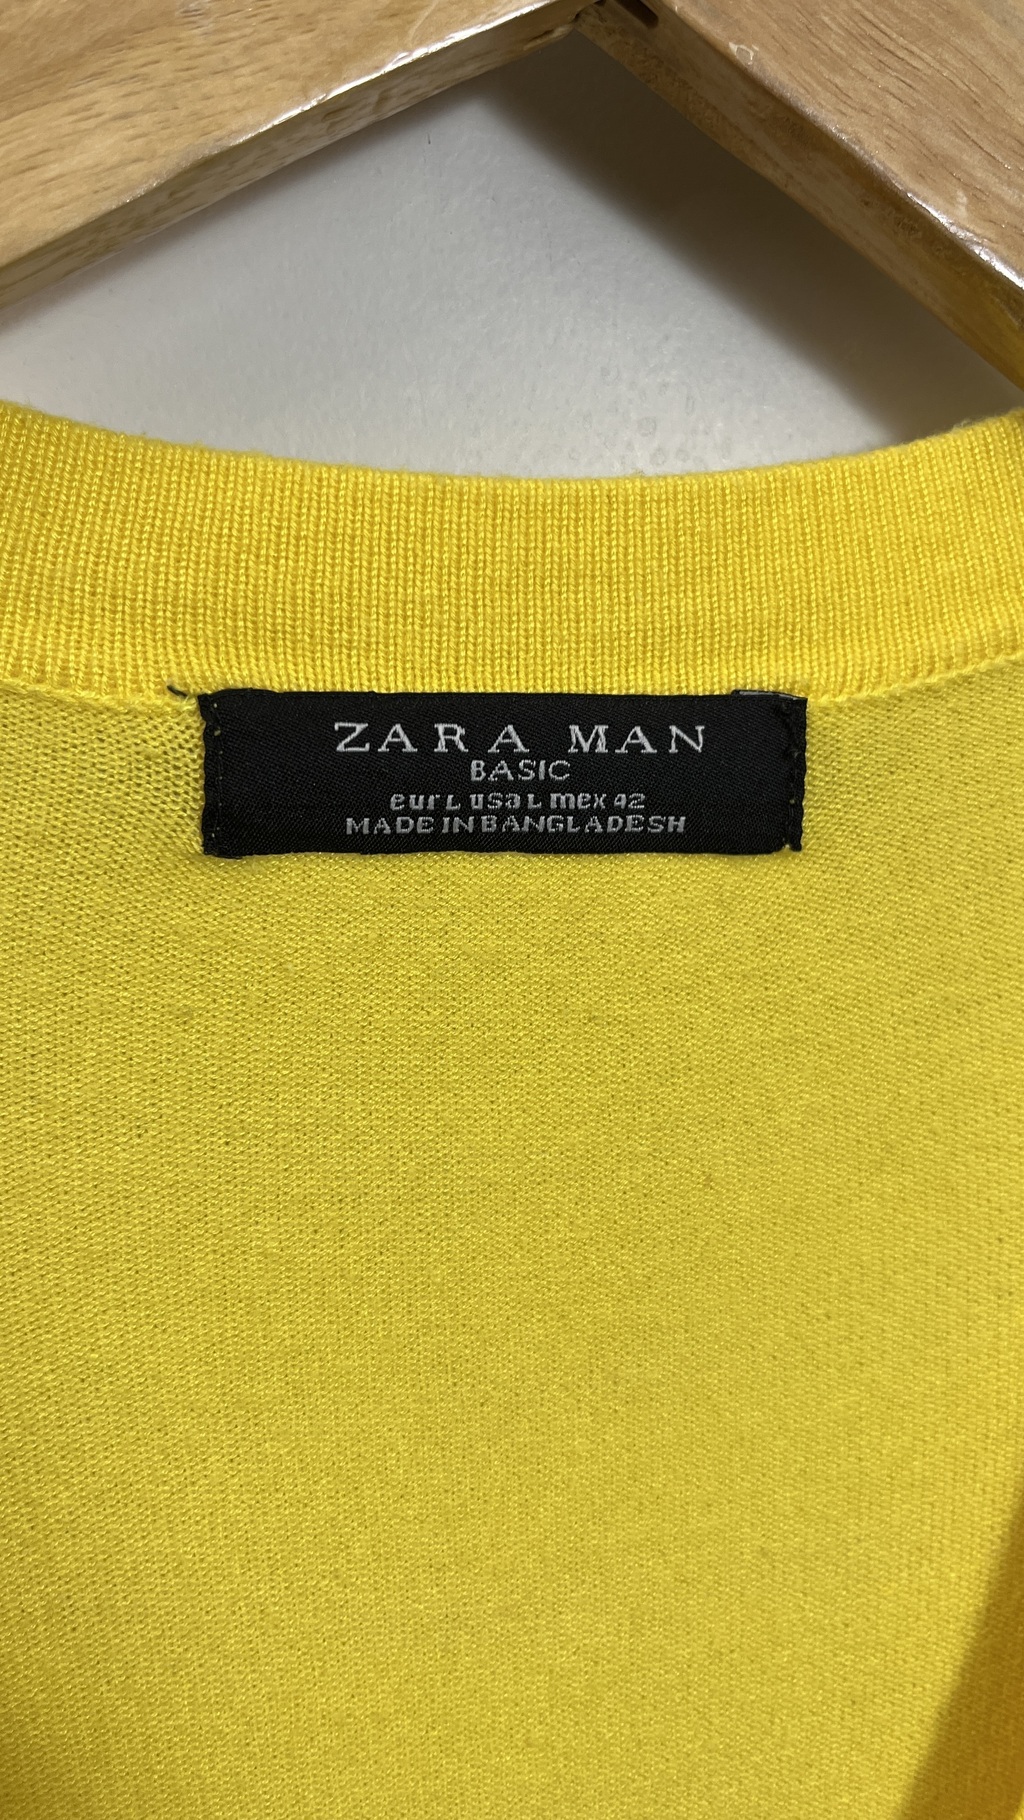 ZARA MAN
BASIC
eur L usa L mex 42
MADE IN BANGLADESH